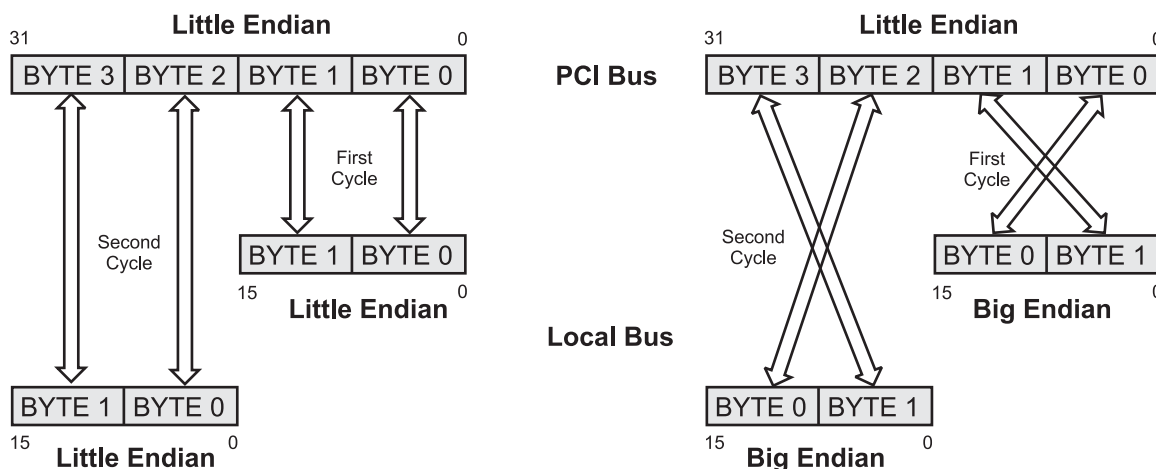 Little Endian
31 0
BYTE 3 BYTE 2 BYTE 1 BYTE 0
First
Cycle
Second
Cycle
BYTE 1 BYTE 0
15 0
Little Endian
BYTE 1 BYTE 0
15 0
Little Endian
PCI Bus
Local Bus
Little Endian
31 0
BYTE 3 BYTE 2 BYTE 1 BYTE 0
First
Cycle
Second
Cycle
BYTE 0 BYTE 1
15 0
Big Endian
BYTE 0 BYTE 1
15 0
Big Endian